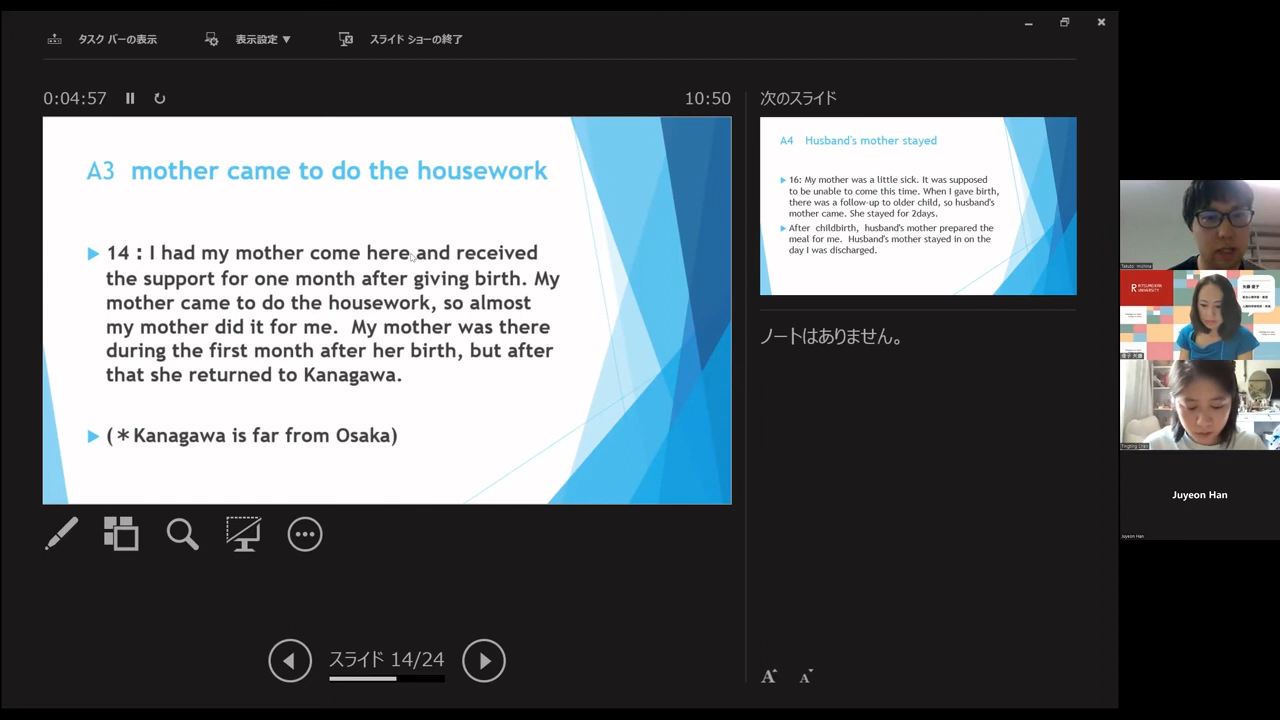 タスク バーの表示
表示設定 ▼
スライド ショーの終了
0:04:57
10:50
次のスライド
A3 mother came to do the housework
14：I had my mother come here and received
the support for one month after giving birth. My
mother came to do the housework, so almost
my mother did it for me. My mother was there
during the first month after her birth, but after
that she returned to Kanagawa.
(＊Kanagawa is far from Osaka)
A4 Husband's mother stayed
16: My mother was a little sick. It was supposed
to be unable to come this time. When I gave birth,
there was a follow-up to older child, so husband's
mother came. She stayed for 2days.
After childbirth, husband's mother prepared the
meal for me. Husband's mother stayed in on the
day I was discharged.
ノートはありません。
スライド 14/24
RITSUMEIKAN
UNIVERSITY
Juyeon Han
Juyeon Han